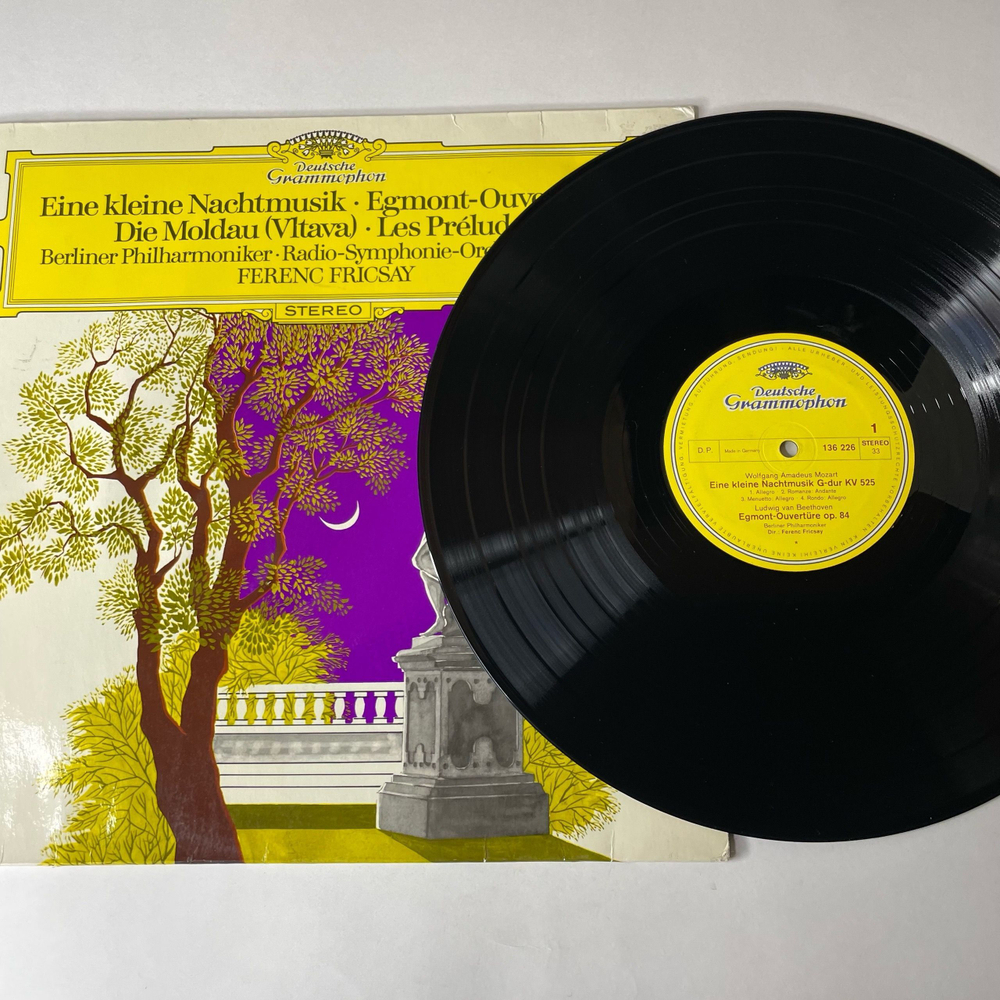 Deutsche
Grammophon
Eine kleine Nachtmusik · Egmont-Ouve
Die Moldau (Vltava) · Les Prélud
Berliner Philharmoniker · Radio-Symphonie-Orc
FERENC FRICSAY
STEREO
Deutsche
Grammophon
1
D.P.
Made in Germany
136 226
STEREO
33
Wolfgang Amadeus Mozart
Eine kleine Nachtmusik G-dur KV 525
1. Allegro 2. Romanze: Andante
3. Menuetto: Allegro 4. Rondo: Allegro
Ludwig van Beethoven
Egmont-Ouvertüre op. 84
Berliner Philharmoniker
Dir.: Ferenc Fricsay